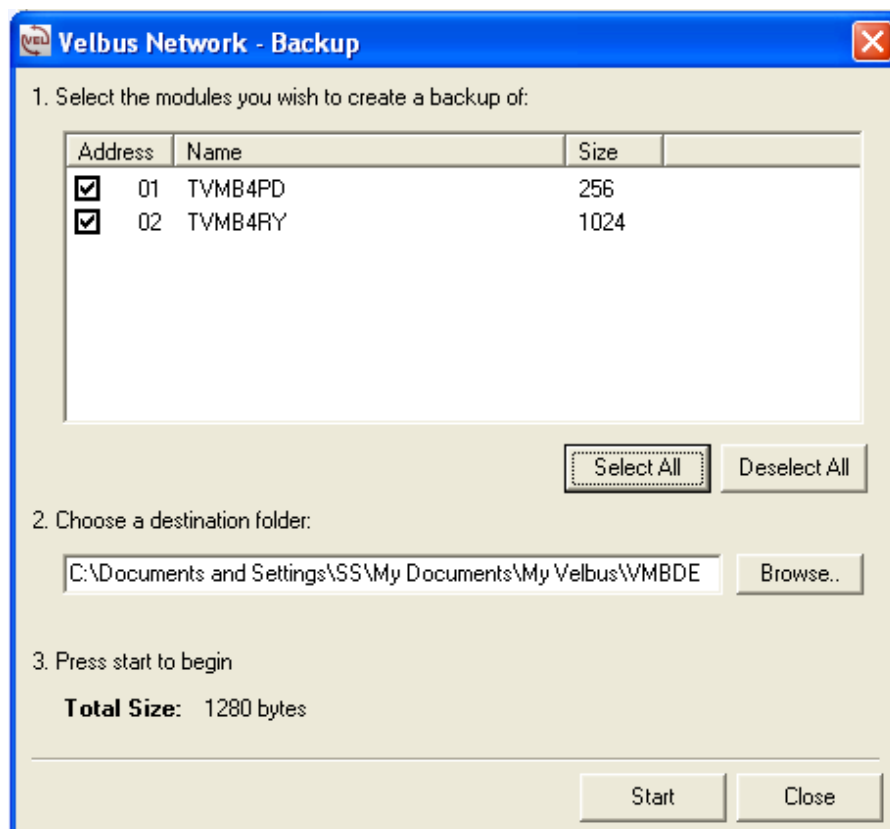 VEL Velbus Network - Backup
1. Select the modules you wish to create a backup of:
Address Name Size
01 TVMB4PD 256
02 TVMB4RY 1024
Select All Deselect All
2. Choose a destination folder:
C:\Documents and Settings\SS\My Documents\My Velbus\VMBDE Browse..
3. Press start to begin
Total Size: 1280 bytes
Start Close